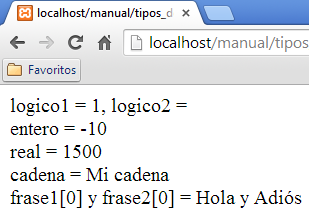 localhost/manual/tipos_d
localhost/manual/tipos
Favoritos
logico1 = 1, logico2 =
entero = -10
real = 1500
cadena = Mi cadena
frase1[0] y frase2[0] = Hola y Adiós